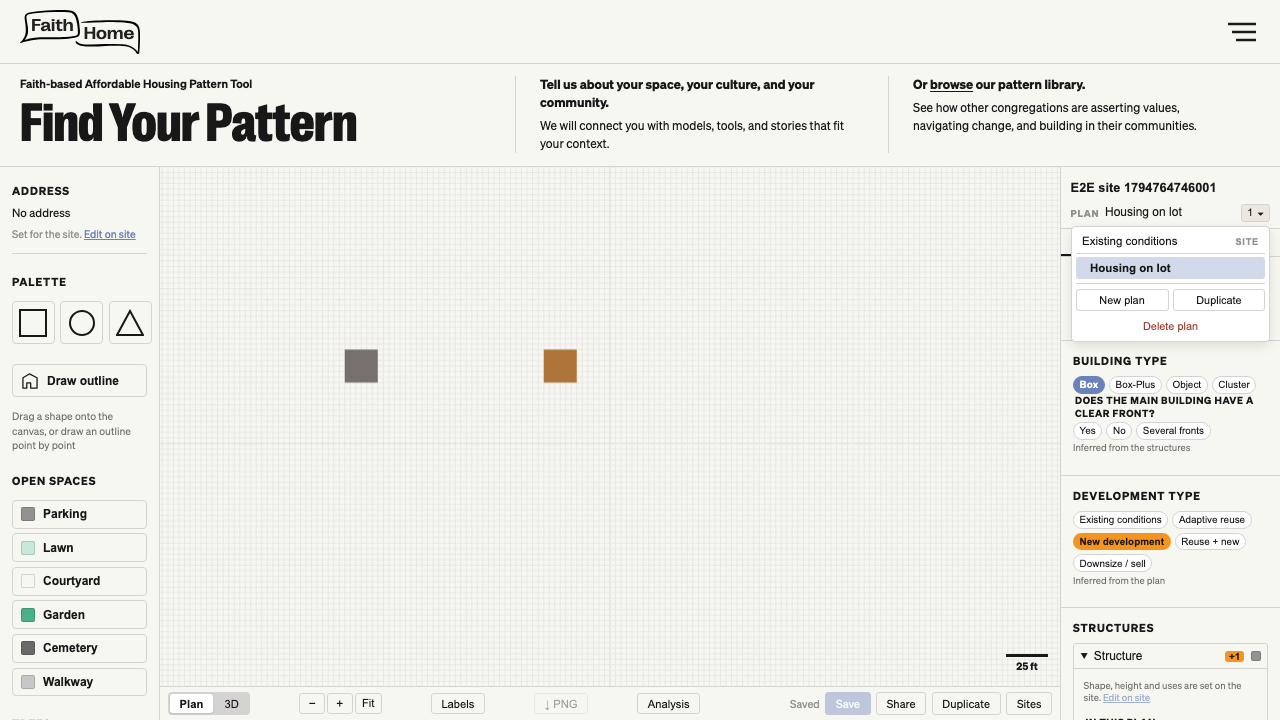 Faith
Home
Faith-based Affordable Housing Pattern Tool
Find Your Pattern
Tell us about your space, your culture, and your
community.
We will connect you with models, tools, and stories that fit
your context.
Or browse our pattern library.
See how other congregations are asserting values,
navigating change, and building in their communities.
ADDRESS
No address
Set for the site. Edit on site
PALETTE
Draw outline
Drag a shape onto the
canvas, or draw an outline
point by point
OPEN SPACES
Parking
Lawn
Courtyard
Garden
Cemetery
Walkway
25 ft
Plan 3D
− + Fit
Labels
↓ PNG
Analysis
Saved Save Share Duplicate Sites
E2E site 1794764746001
PLAN Housing on lot 1
Existing conditions SITE
Housing on lot
New plan Duplicate
Delete plan
BUILDING TYPE
Box Box-Plus Object Cluster
DOES THE MAIN BUILDING HAVE A
CLEAR FRONT?
Yes No Several fronts
Inferred from the structures
DEVELOPMENT TYPE
Existing conditions Adaptive reuse
New development Reuse + new
Downsize / sell
Inferred from the plan
STRUCTURES
Structure +1
Shape, height and uses are set on the
site. Edit on site